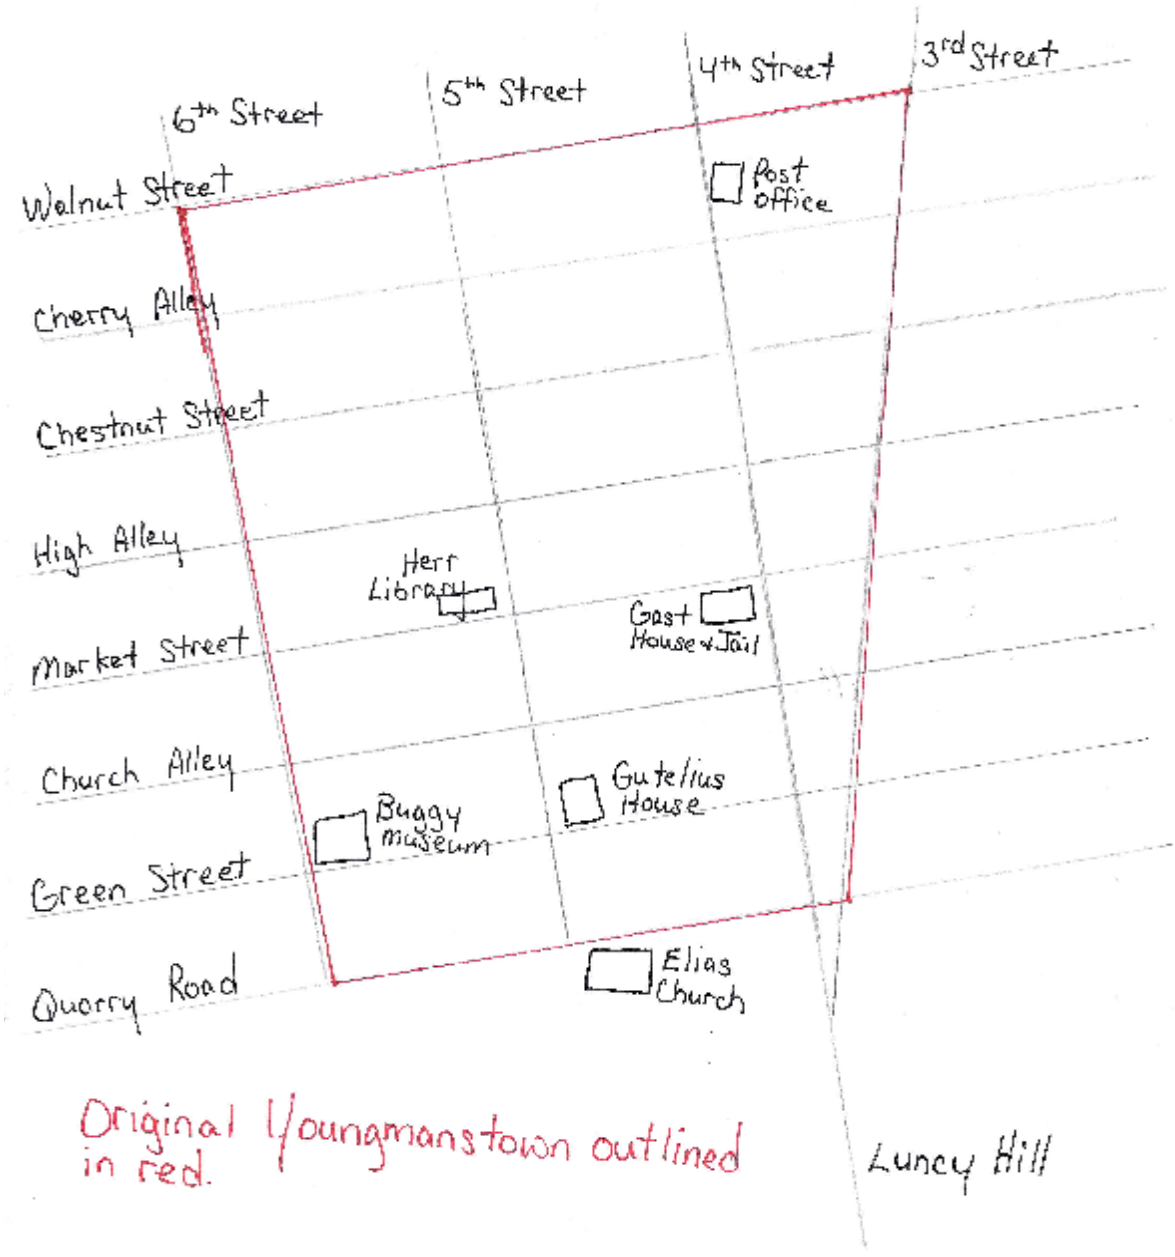 3rd Street
4th Street
5th Street
6th Street
Walnut Street
Post
Office
Cherry Alley
Chestnut Street
High Alley
Herr
Library
Gast
House & Jail
Market Street
Church Alley
Gutelius
House
Buggy
Museum
Green Street
Elias
Church
Quarry Road
Original Youngmanstown outlined
in red.
Luncy Hill